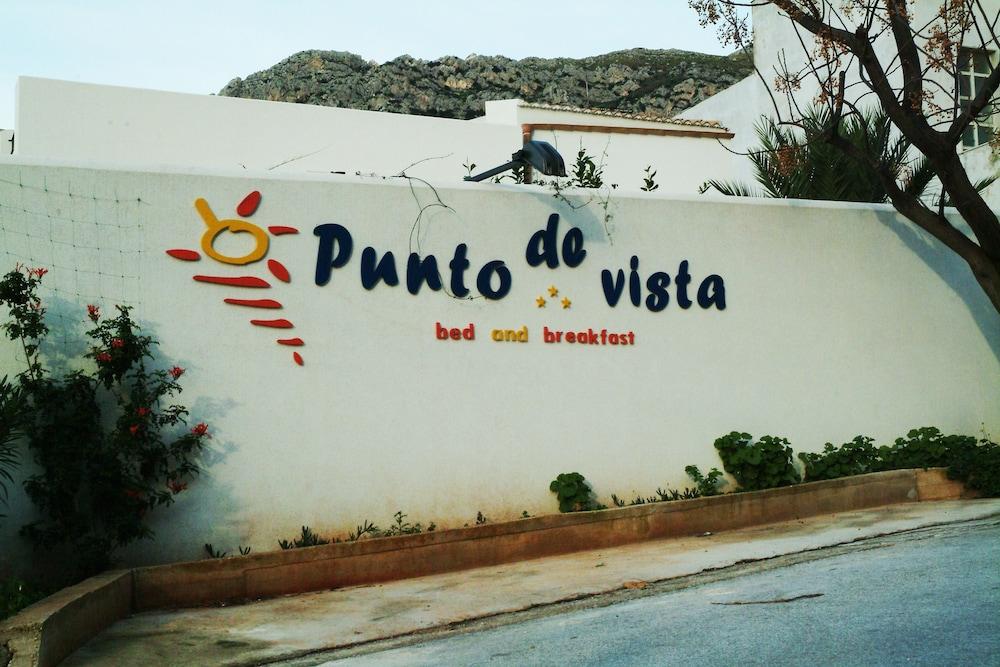 Punto de vista
bed and breakfast